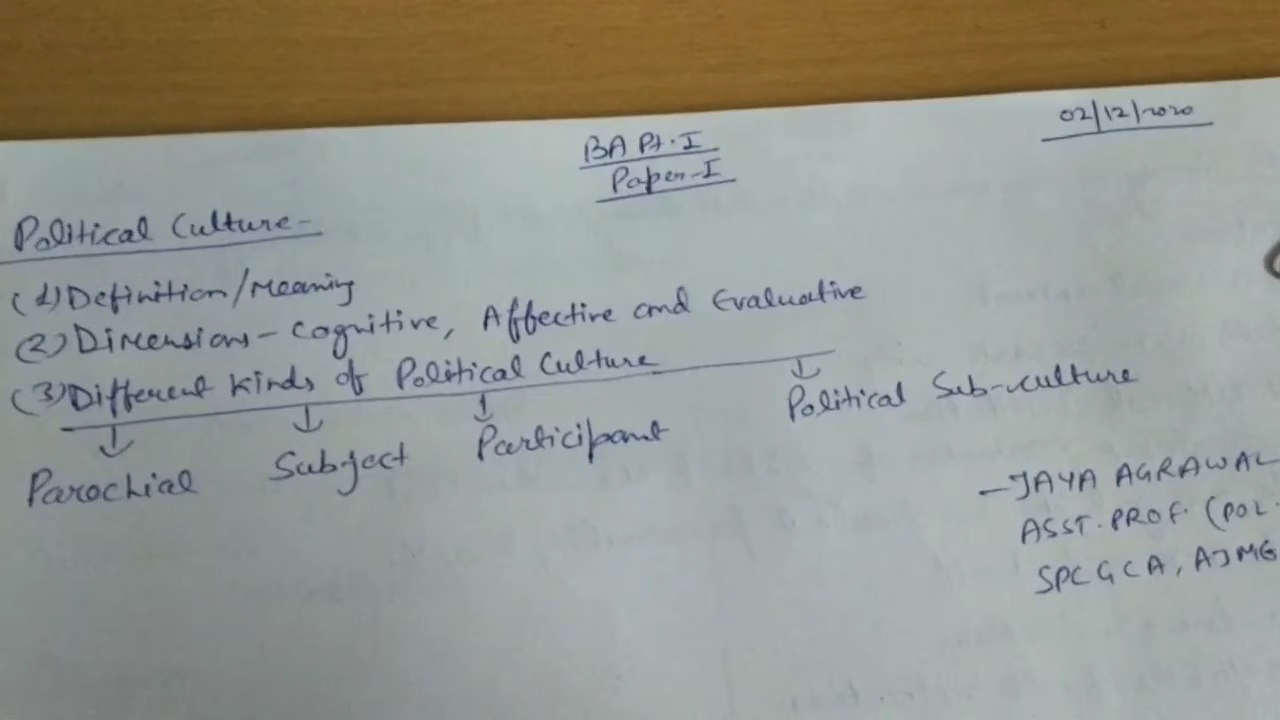 02/12/2020
BA Pt. I
Paper-I
Political Culture-
(1) Definition/Meaning
(2) Dimensions- Cognitive, Affective and Evaluative
(3) Different kinds of Political Culture
Parochial Subject Participant Political Sub-culture
- JAYA AGRAWAL
ASST. PROF. (POL.
SPCGCA, AJME